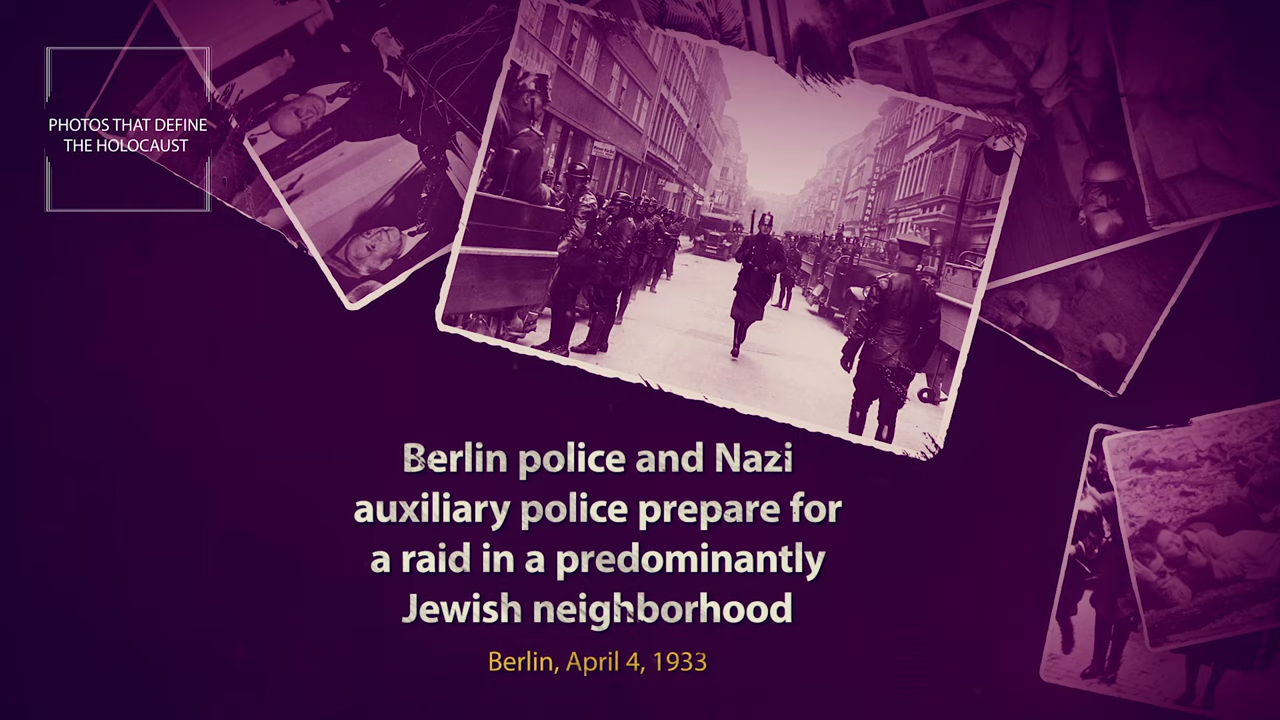 PHOTOS THAT DEFINE
THE HOLOCAUST
Berlin police and Nazi
auxiliary police prepare for
a raid in a predominantly
Jewish neighborhood
Berlin, April 4, 1933